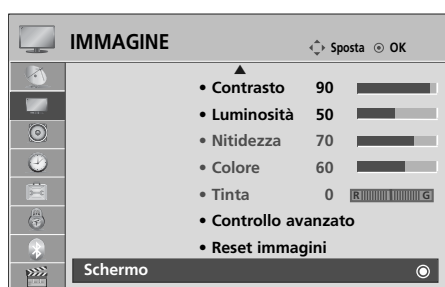 IMMAGINE
Sposta OK
• Contrasto 90
• Luminosità 50
• Nitidezza 70
• Colore 60
• Tinta 0 R G
• Controllo avanzato
• Reset immagini
Schermo